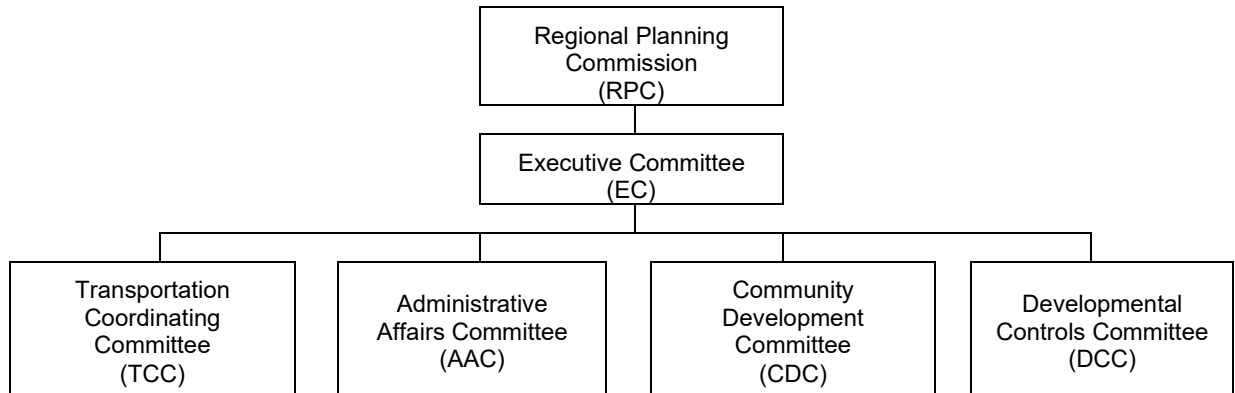 Regional Planning
Commission
(RPC)
Executive Committee
(EC)
Transportation
Coordinating
Committee
(TCC)
Administrative
Affairs Committee
(AAC)
Community
Development
Committee
(CDC)
Developmental
Controls Committee
(DCC)